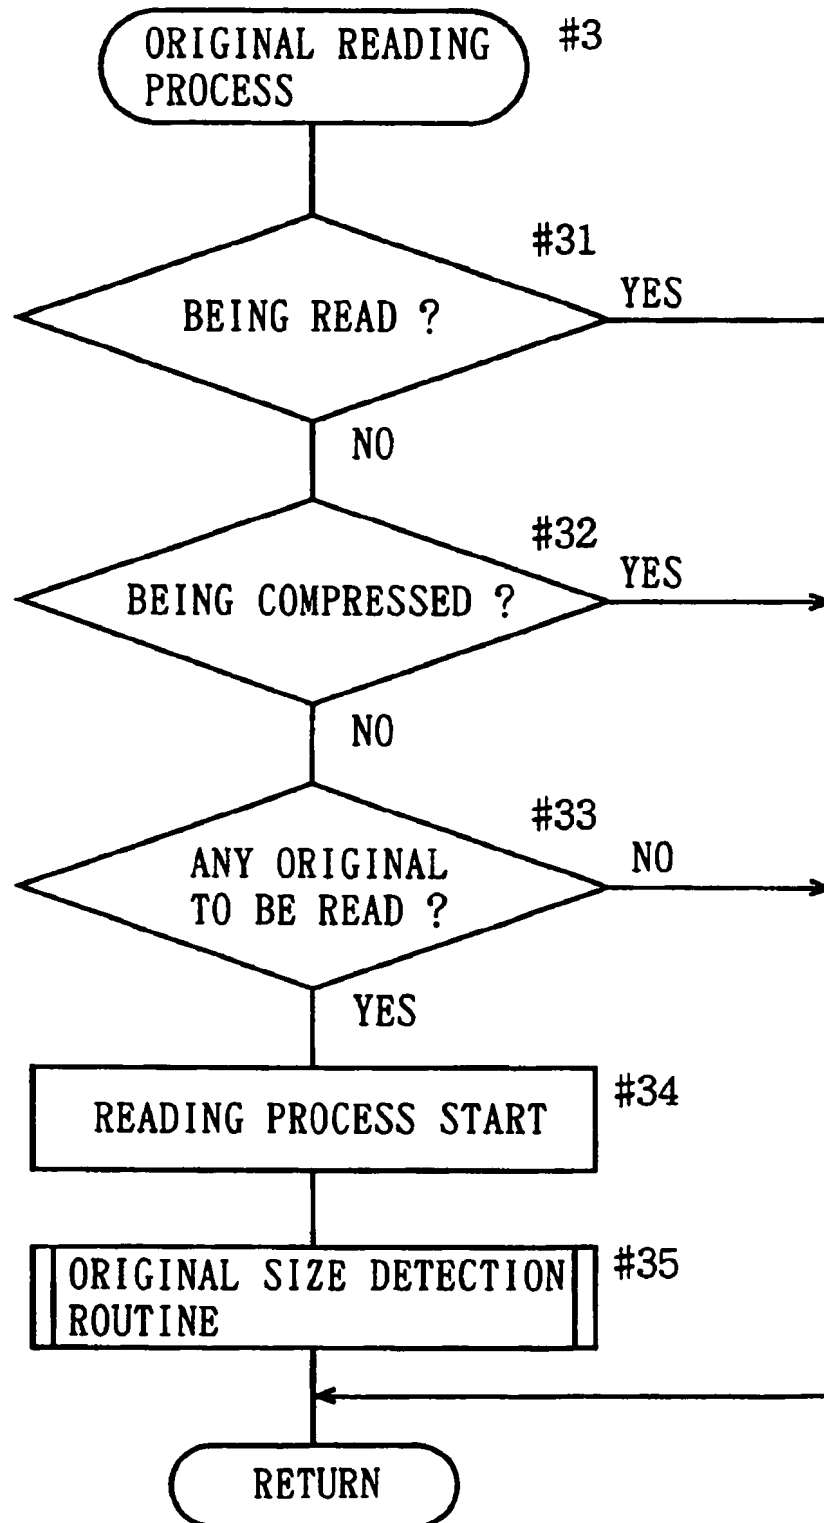 ORIGINAL READING
PROCESS
#3
#31
BEING READ ?
YES
NO
#32
BEING COMPRESSED ?
YES
NO
#33
ANY ORIGINAL
TO BE READ ?
NO
YES
READING PROCESS START
#34
ORIGINAL SIZE DETECTION
ROUTINE
#35
RETURN